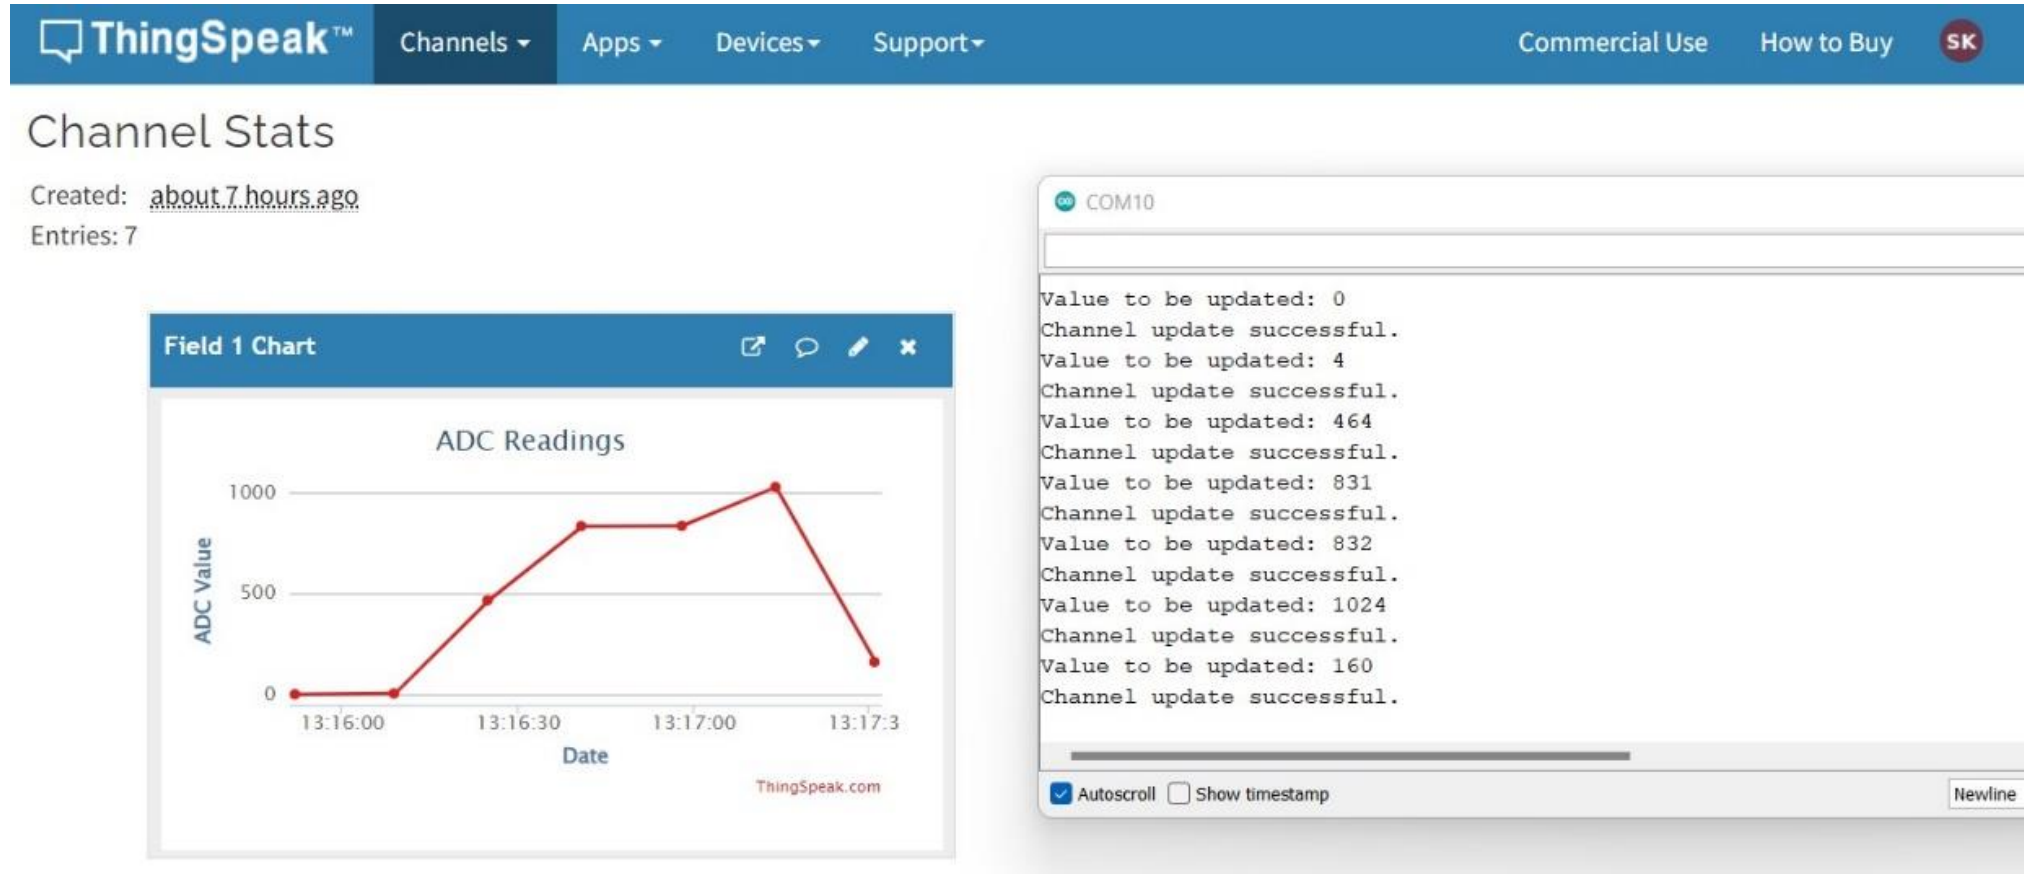 ThingSpeak™ Channels Apps Devices Support Commercial Use How to Buy SK
Channel Stats
Created: about 7 hours ago
Entries: 7
Field 1 Chart
ADC Readings
ADC Value
1000
500
0
13:16:00 13:16:30 13:17:00 13:17:3
Date
ThingSpeak.com
COM10
Value to be updated: 0
Channel update successful.
Value to be updated: 4
Channel update successful.
Value to be updated: 464
Channel update successful.
Value to be updated: 831
Channel update successful.
Value to be updated: 832
Channel update successful.
Value to be updated: 1024
Channel update successful.
Value to be updated: 160
Channel update successful.
Autoscroll Show timestamp Newline